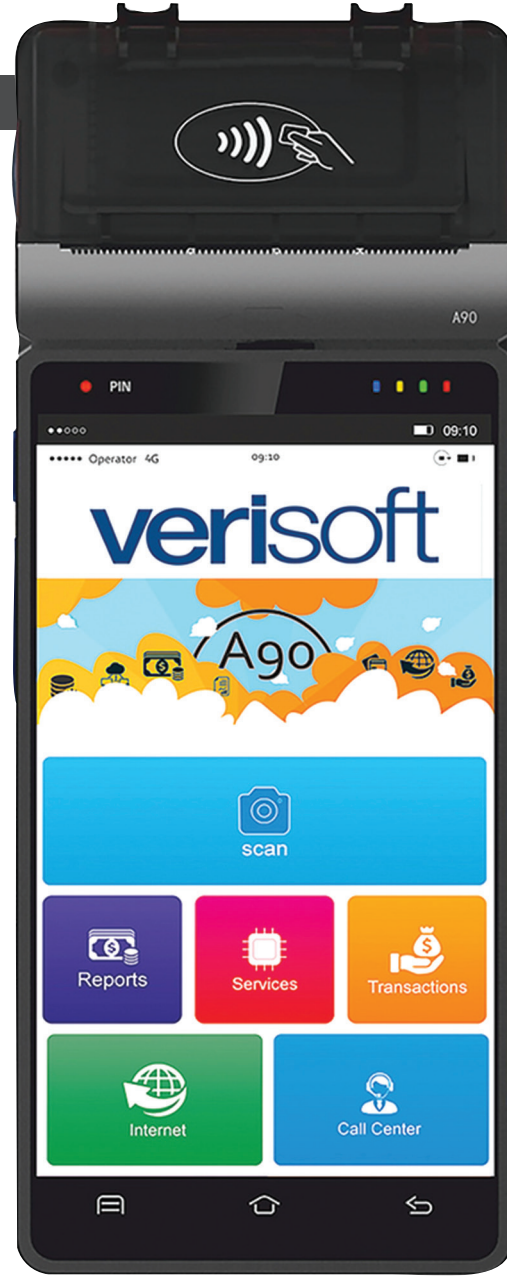 A90
PIN
09:10
Operator 4G
09:10
verisoft
A90
scan
Reports
Services
Transactions
Internet
Call Center